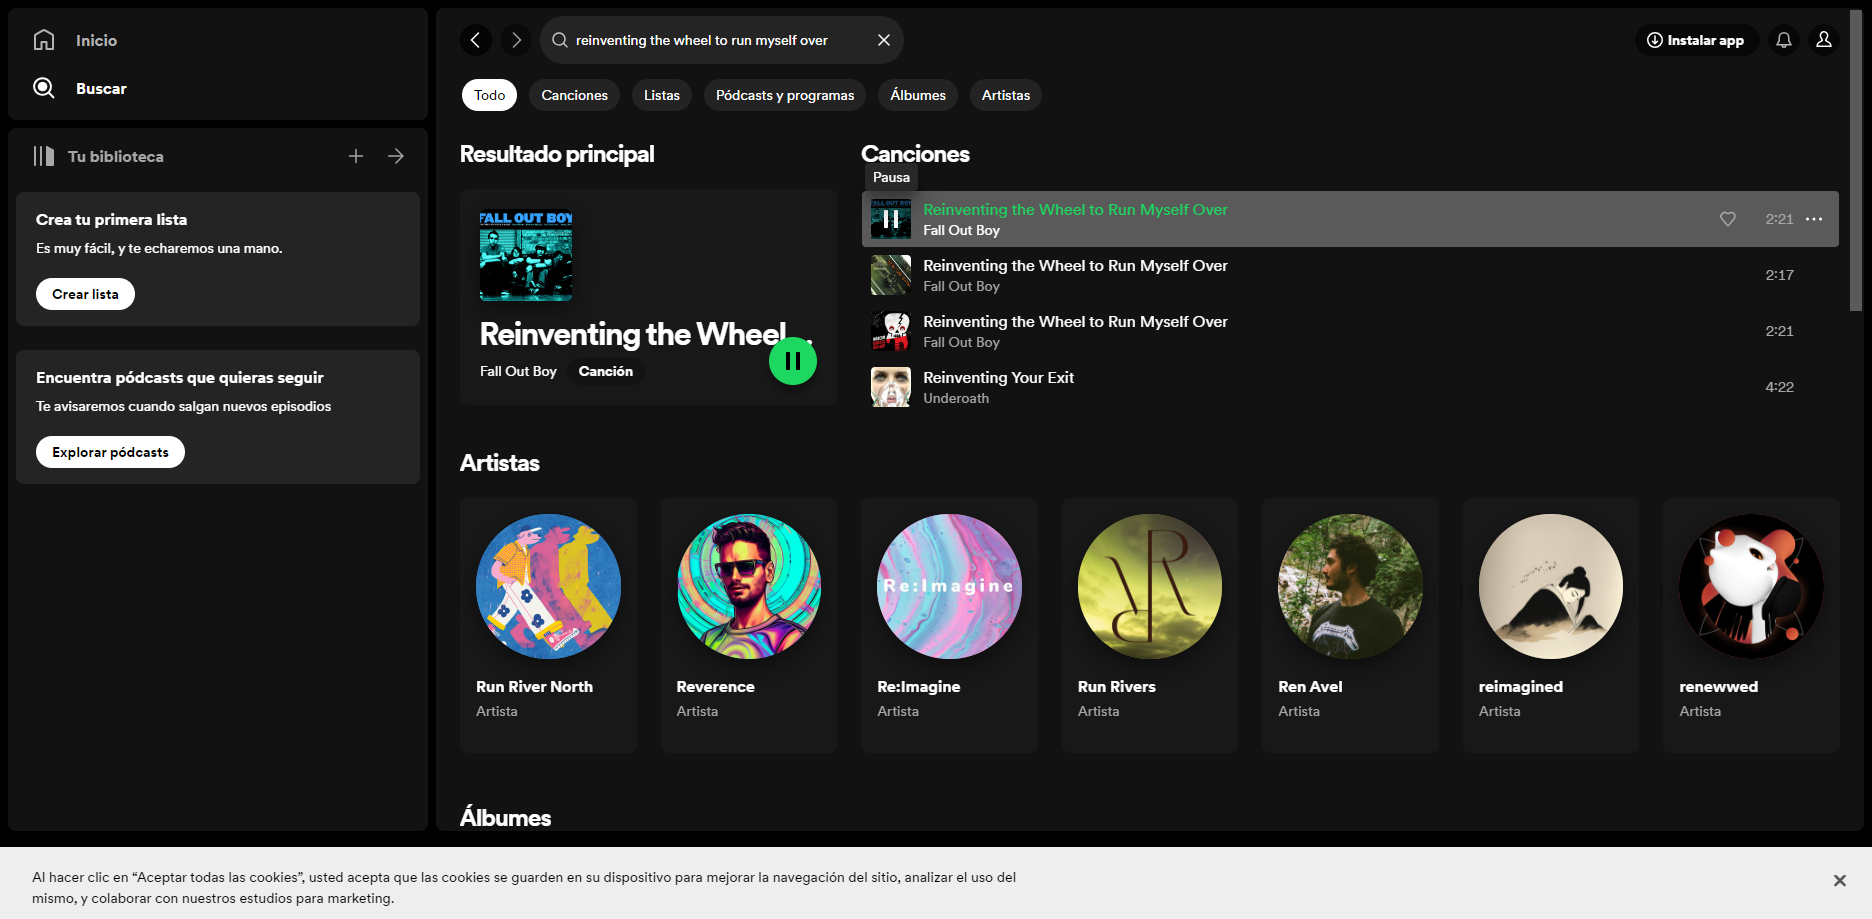 Inicio
Buscar
Tu biblioteca
Crea tu primera lista
Es muy fácil, y te echaremos una mano.
Crear lista
Encuentra pódcasts que quieras seguir
Te avisaremos cuando salgan nuevos episodios
Explorar pódcasts
reinventing the wheel to run myself over
Instalar app
Todo
Canciones
Listas
Pódcasts y programas
Álbumes
Artistas
Resultado principal
FALL OUT BOY
Reinventing the Wheel ...
Fall Out Boy
Canción
Canciones
Pausa
Reinventing the Wheel to Run Myself Over
Fall Out Boy
2:21
Reinventing the Wheel to Run Myself Over
Fall Out Boy
2:17
Reinventing the Wheel to Run Myself Over
Fall Out Boy
2:21
Reinventing Your Exit
Underoath
4:22
Artistas
Run River North
Artista
Reverence
Artista
Re:Imagine
Re:Imagine
Artista
Run Rivers
Artista
Ren Avel
Artista
reimagined
Artista
renewwed
Artista
Álbumes
Al hacer clic en “Aceptar todas las cookies”, usted acepta que las cookies se guarden en su dispositivo para mejorar la navegación del sitio, analizar el uso del
mismo, y colaborar con nuestros estudios para marketing.